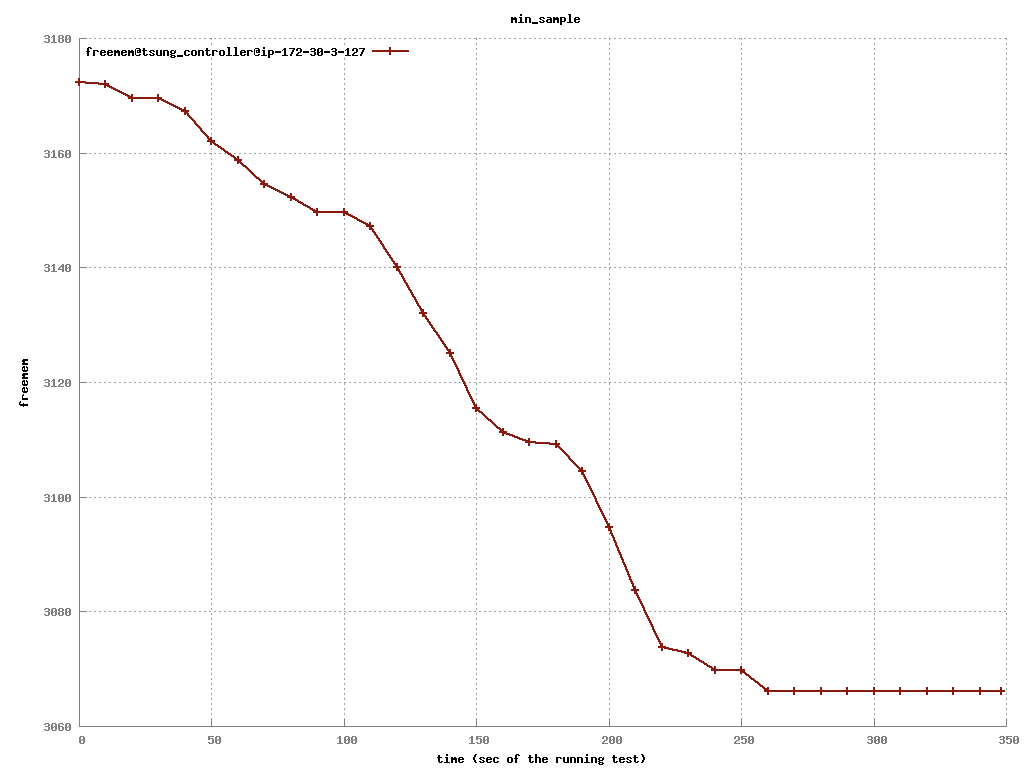 min_sample
freemem@tsung_controller@ip-172-30-3-127
3180
3160
3140
3120
3100
3080
3060
freemem
0 50 100 150 200 250 300 350
time (sec of the running test)